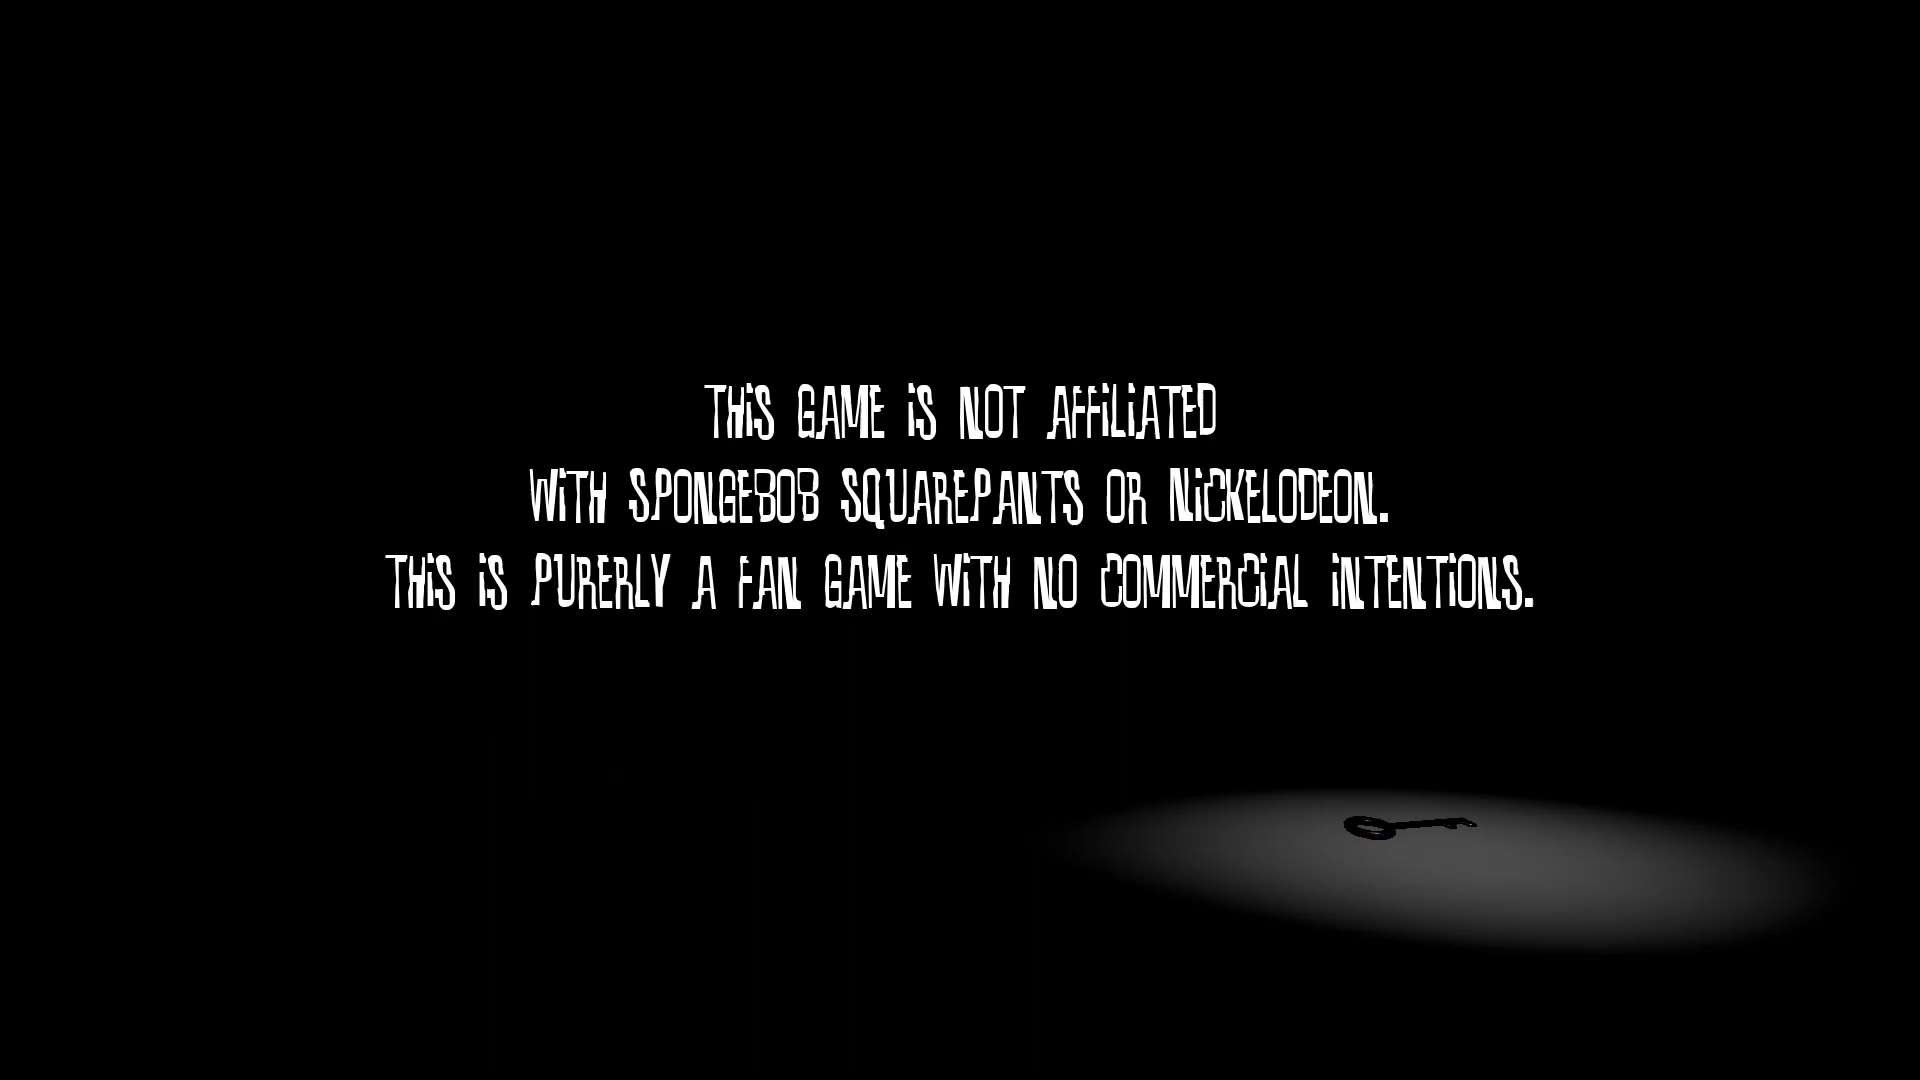 THiS GAME iS NOT AFFiLiATED
WiTH SPONGEBOB SQUAREPANTS OR NiCKELODEON.
THiS iS PURERLY A FAN GAME WiTH NO COMMERCiAL iNTENTiONS.